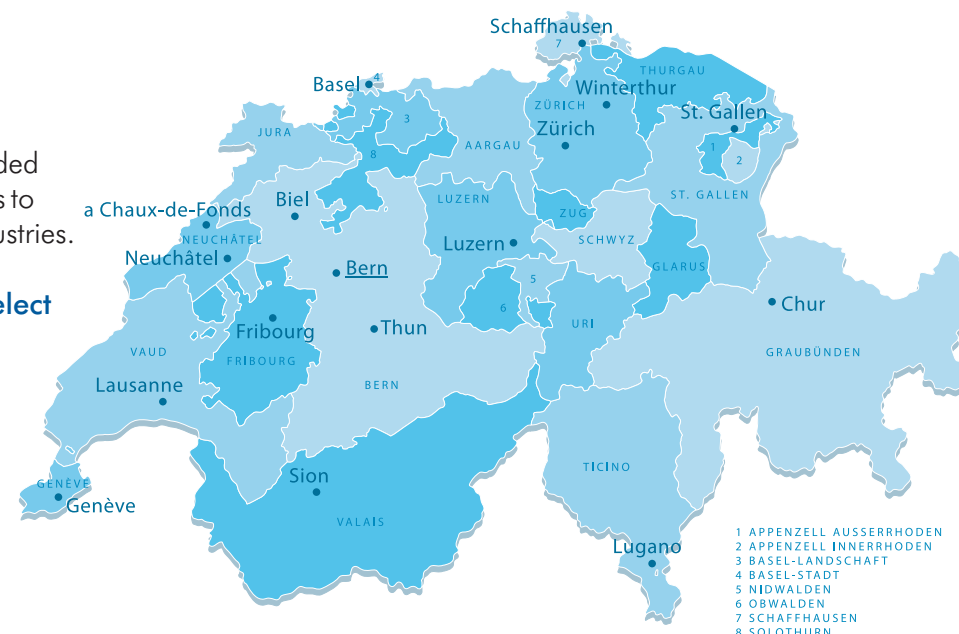 ded
s to
ustries.
elect
Schaffhausen
7
Basel
4
THURGAU
Winterthur
ZÜRICH
St. Gallen
3
JURA
Zürich
AARGAU
1
2
8
ST. GALLEN
Biel
LUZERN
a Chaux-de-Fonds
ZUG
NEUCHÂTEL
SCHWYZ
Luzern
Neuchâtel
Bern
GLARUS
5
6
Chur
URI
Fribourg
Thun
VAUD
FRIBOURG
GRAUBÜNDEN
Lausanne
BERN
TICINO
Sion
GENÈVE
Genève
VALAIS
Lugano
1 APPENZELL AUSSERRHODEN
2 APPENZELL INNERRHODEN
3 BASEL-LANDSCHAFT
4 BASEL-STADT
5 NIDWALDEN
6 OBWALDEN
7 SCHAFFHAUSEN
8 SOLOTHURN